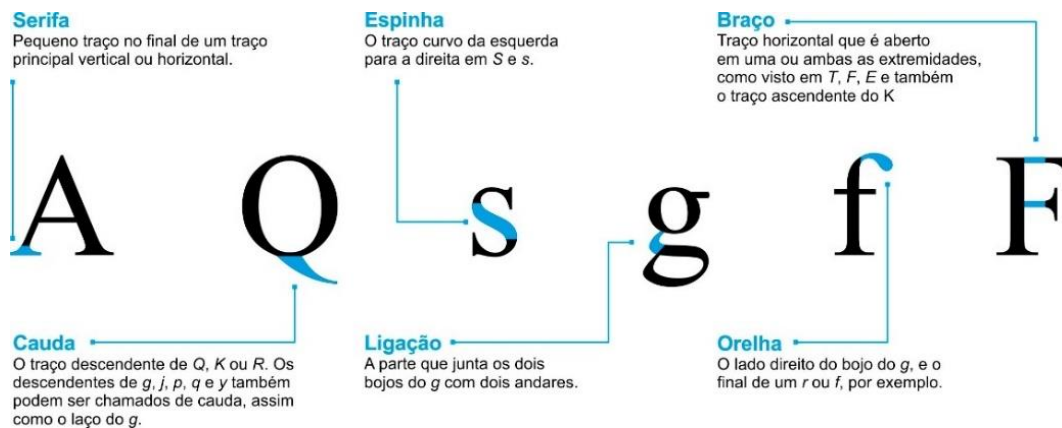 Serifa
Pequeno traço no final de um traço
principal vertical ou horizontal.
Espinha
O traço curvo da esquerda
para a direita em S e s.
Braço
Traço horizontal que é aberto
em uma ou ambas as extremidades,
como visto em T, F, E e também
o traço ascendente do K
A Q s g f F
Cauda
O traço descendente de Q, K ou R. Os
descendentes de g, j, p, q e y também
podem ser chamados de cauda, assim
como o laço do g.
Ligação
A parte que junta os dois
bojos do g com dois andares.
Orelha
O lado direito do bojo do g, e o
final de um r ou f, por exemplo.